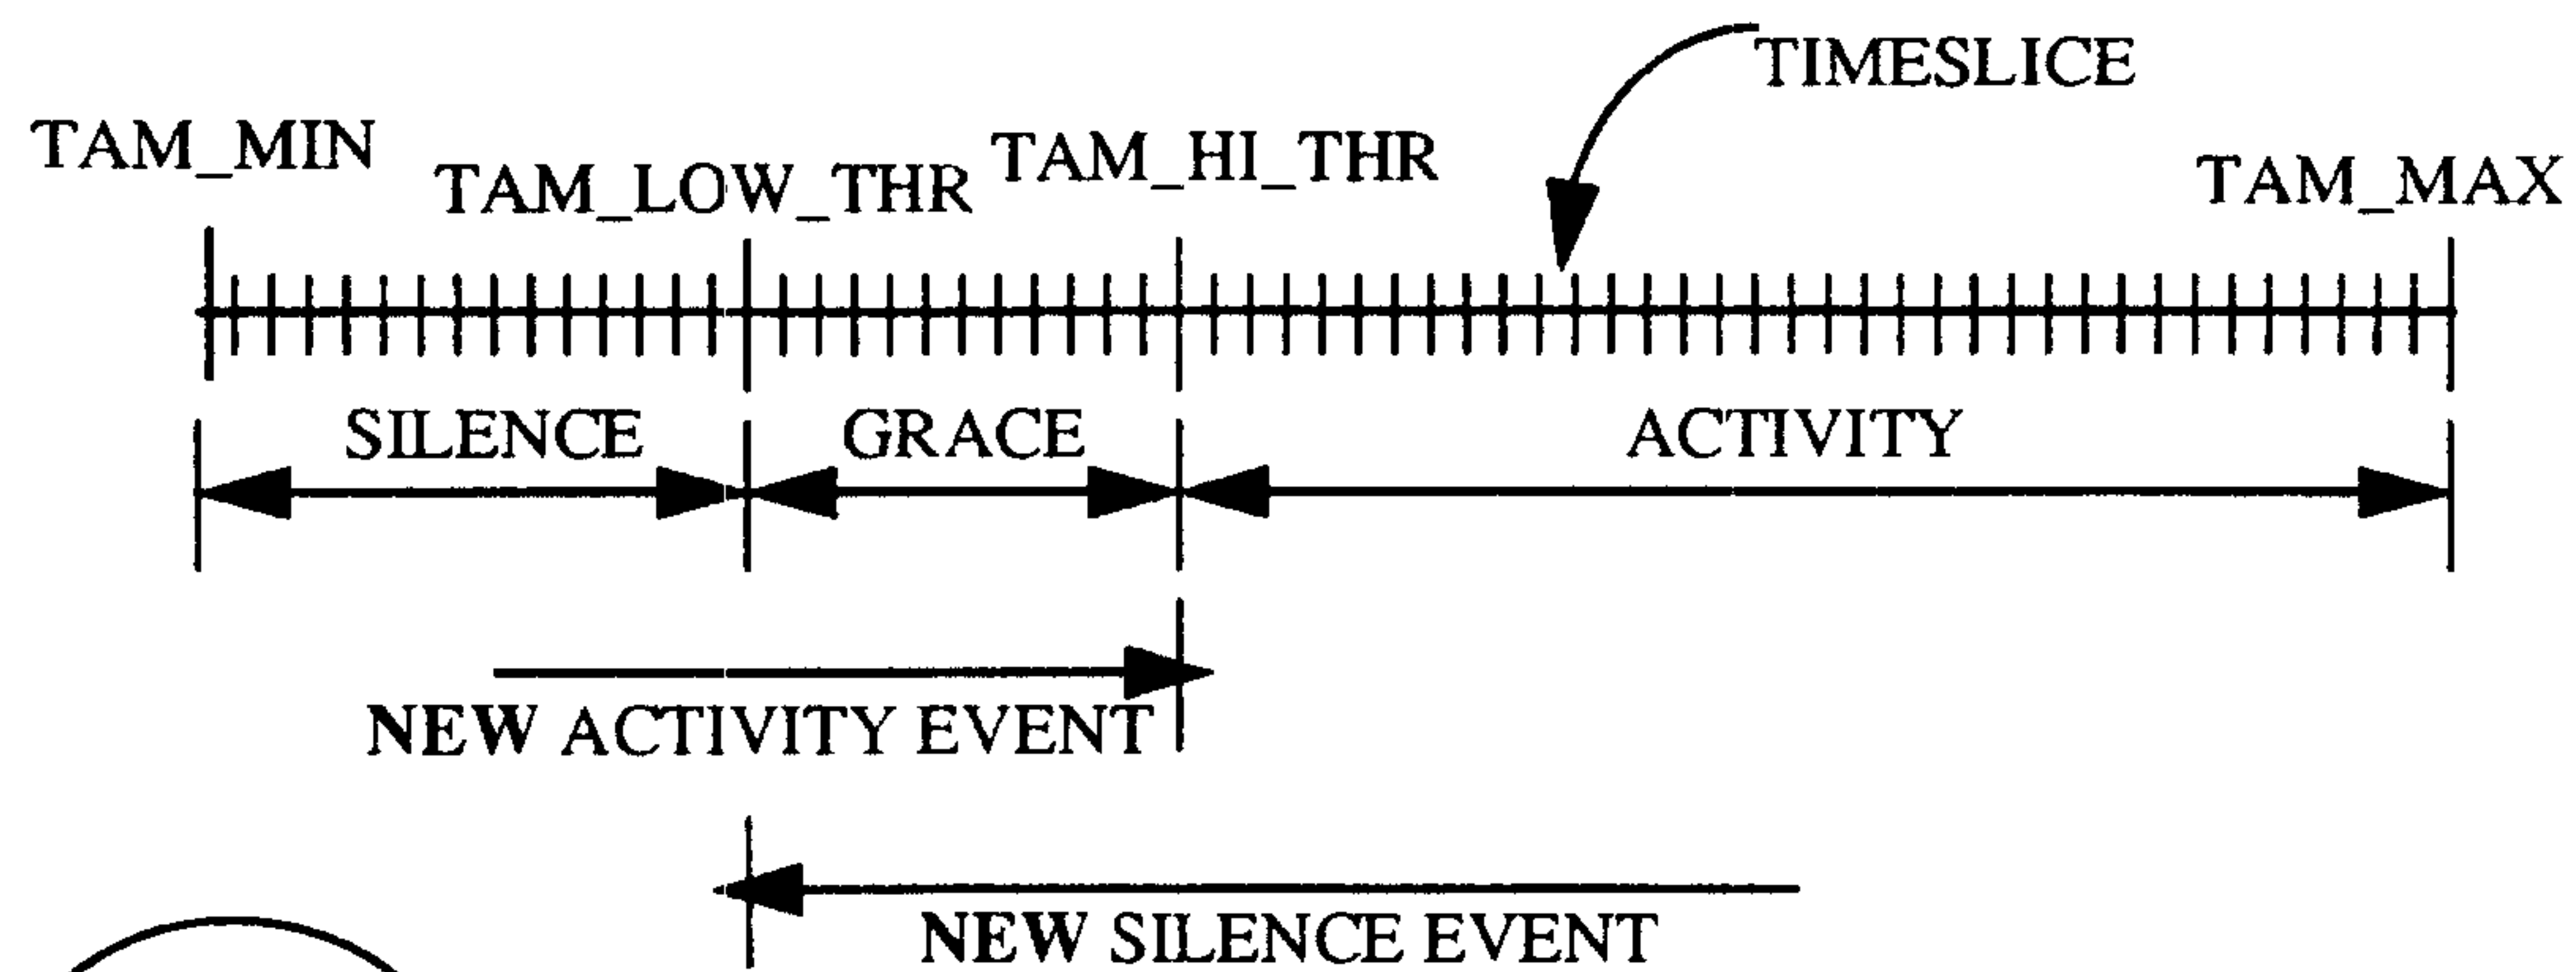 TIMESLICE
TAM_MIN
TAM_LOW_THR
TAM_HI_THR
TAM_MAX
SILENCE
GRACE
ACTIVITY
NEW ACTIVITY EVENT
NEW SILENCE EVENT